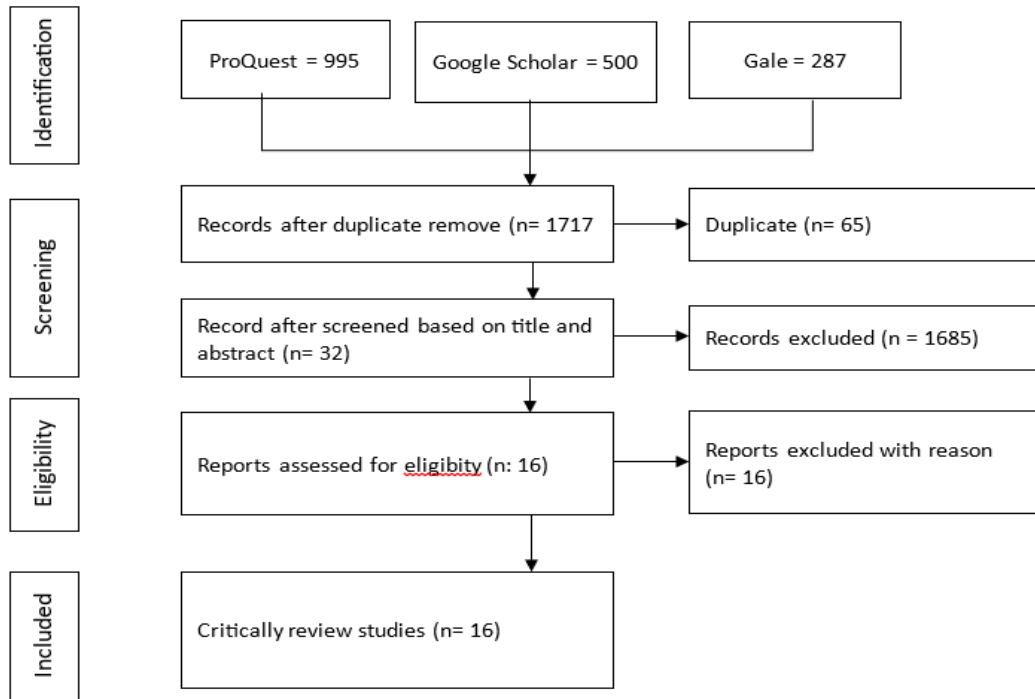 Identification
ProQuest = 995
Google Scholar = 500
Gale = 287
Screening
Records after duplicate remove (n= 1717
Duplicate (n= 65)
Record after screened based on title and
abstract (n= 32)
Records excluded (n = 1685)
Eligibility
Reports assessed for eligibity (n: 16)
Reports excluded with reason
(n= 16)
Included
Critically review studies (n= 16)